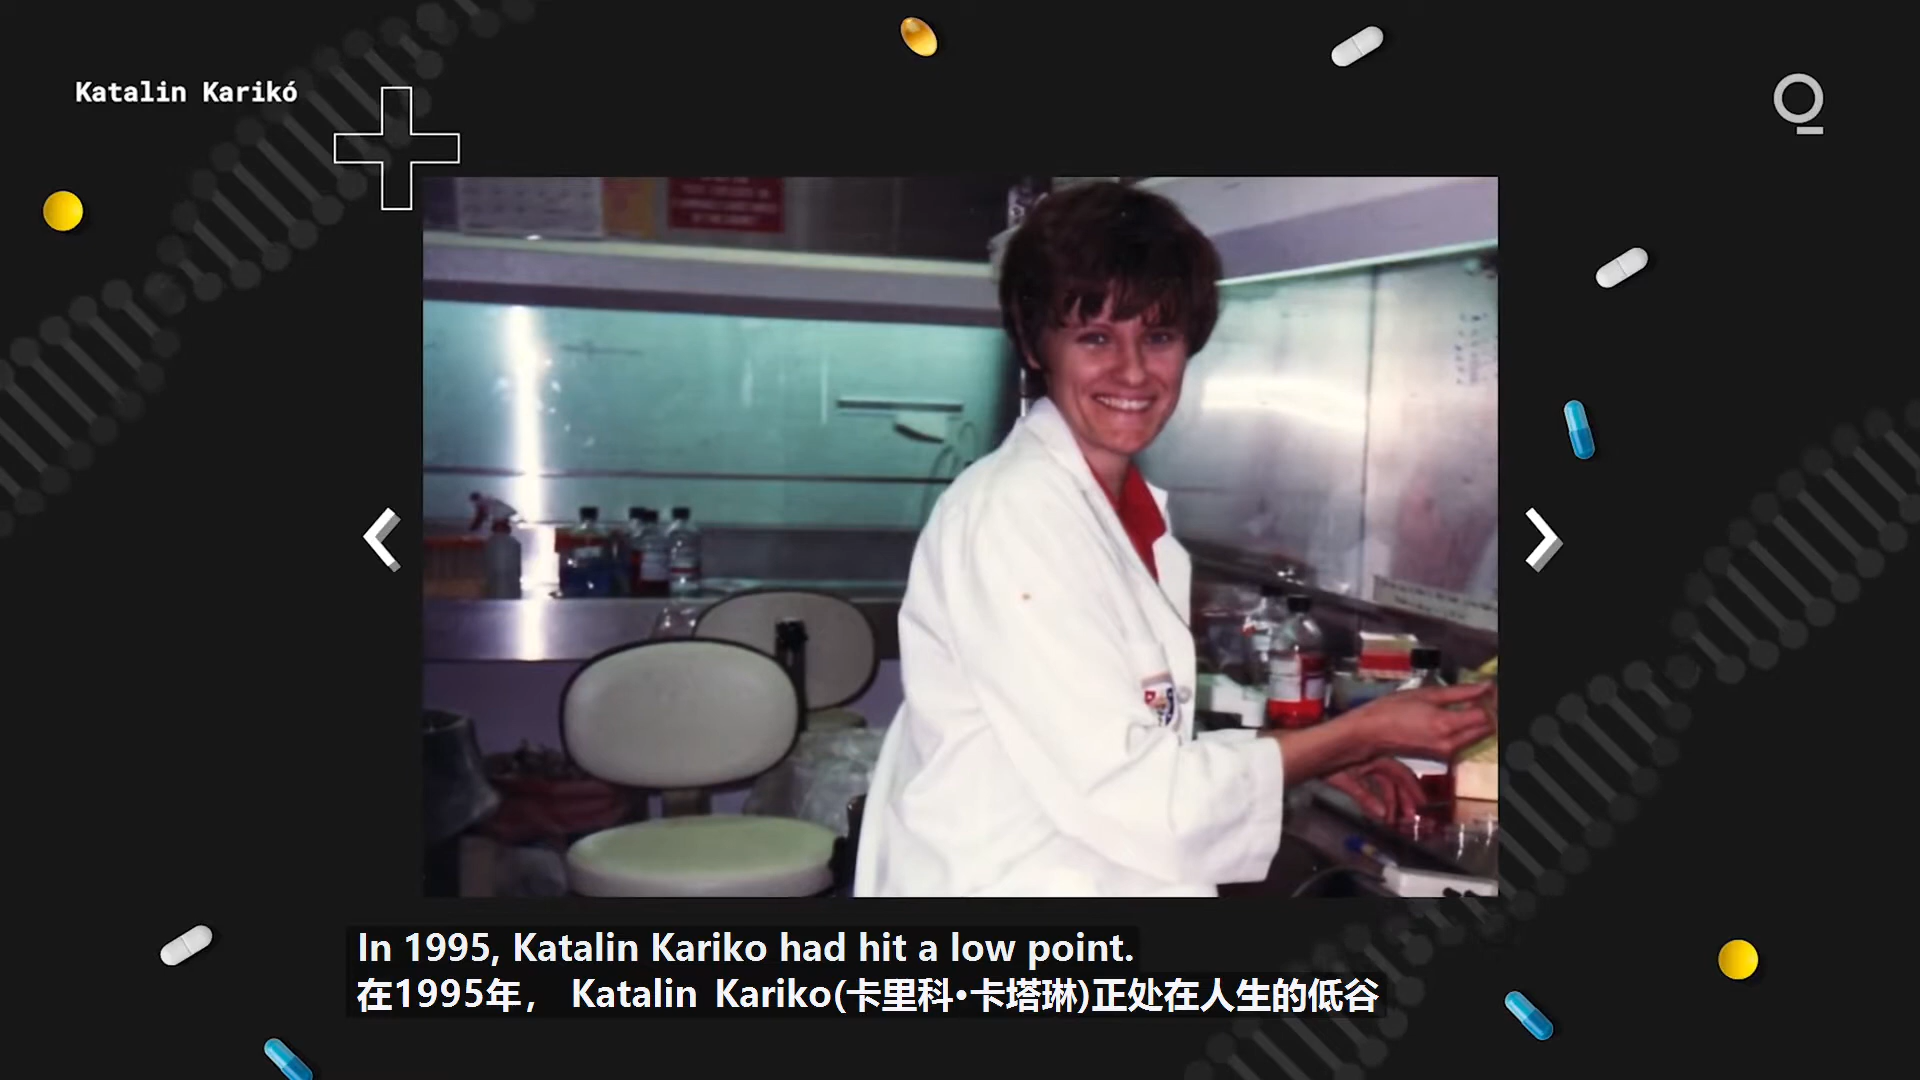 Katalin Karikó
In 1995, Katalin Kariko had hit a low point.
在1995年， Katalin Kariko(卡里科•卡塔琳)正处在人生的低谷